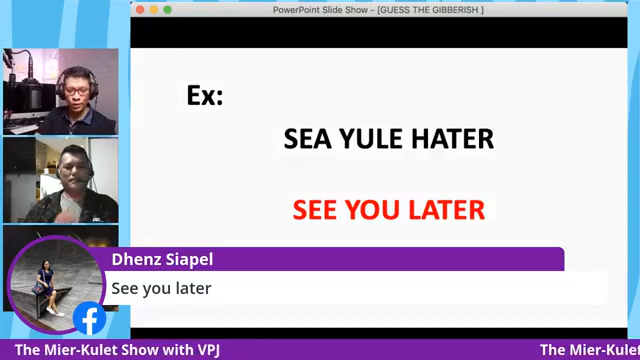 PowerPoint Slide Show - [GUESS THE GIBBERISH ]
Ex:
SEA YULE HATER
SEE YOU LATER
Dhenz Siapel
See you later
The Mier-Kulet Show with VPJ
The Mier-Kulet